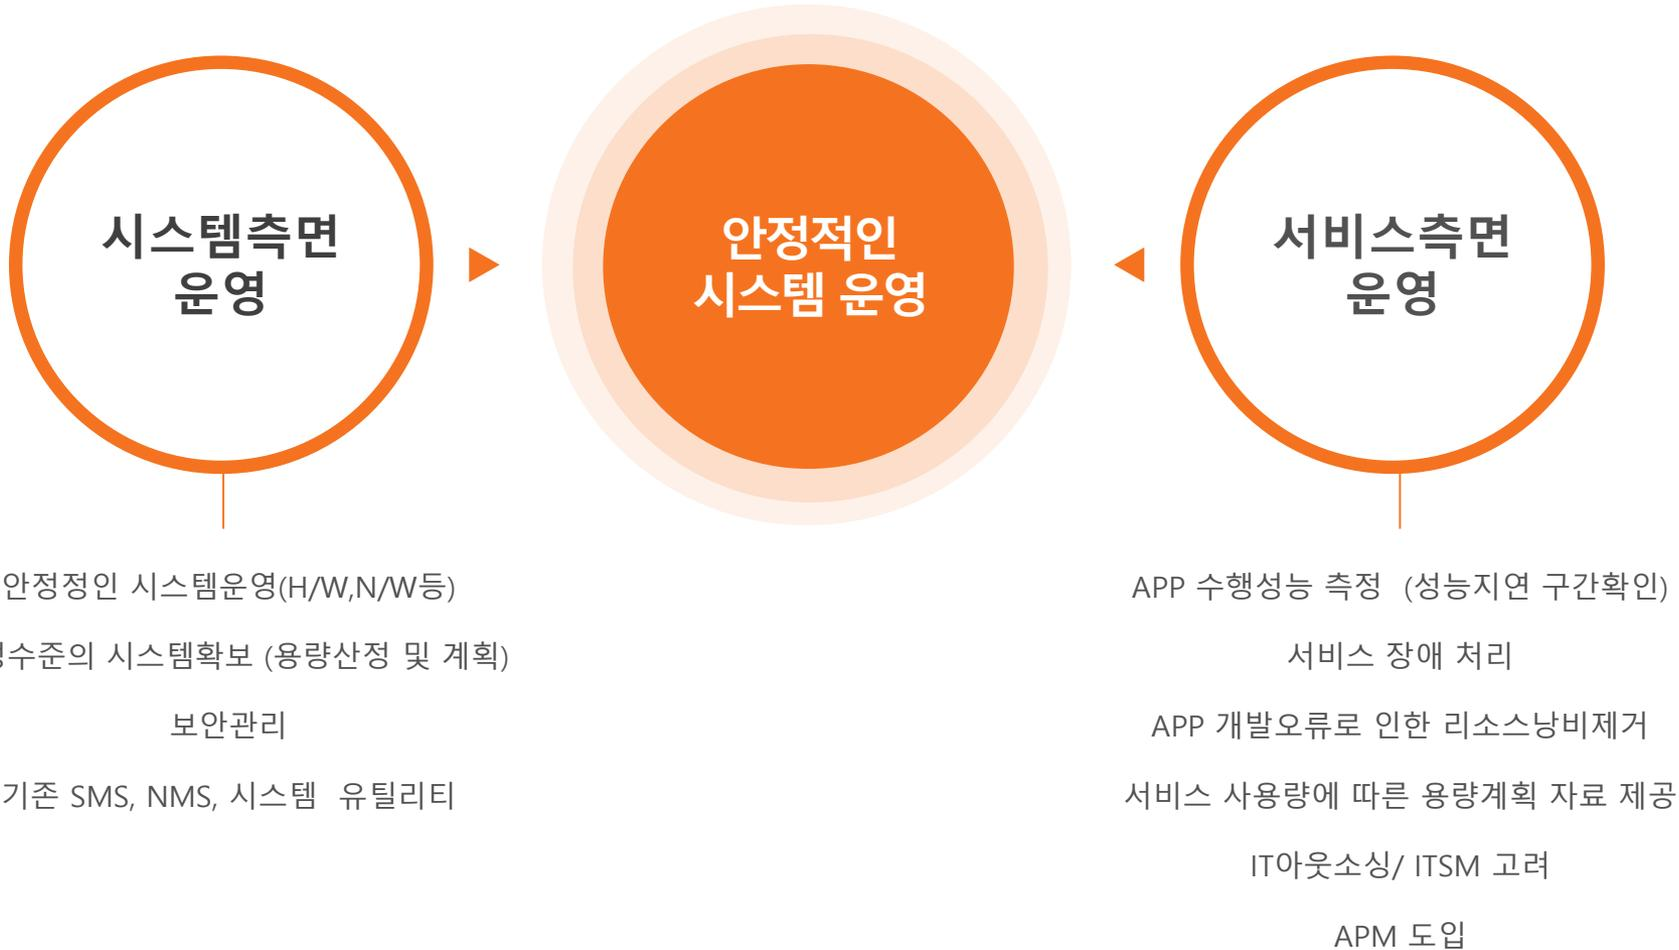 시스템측면
운영
안정적인
시스템 운영
서비스측면
운영
안정정인 시스템운영(H/W,N/W등)
시스템확보 (용량산정 및 계획)
보안관리
기존 SMS, NMS, 시스템 유틸리티
APP 수행성능 측정 (성능지연 구간확인)
서비스 장애 처리
APP 개발오류로 인한 리소스낭비제거
서비스 사용량에 따른 용량계획 자료 제공
IT아웃소싱/ ITSM 고려
APM 도입